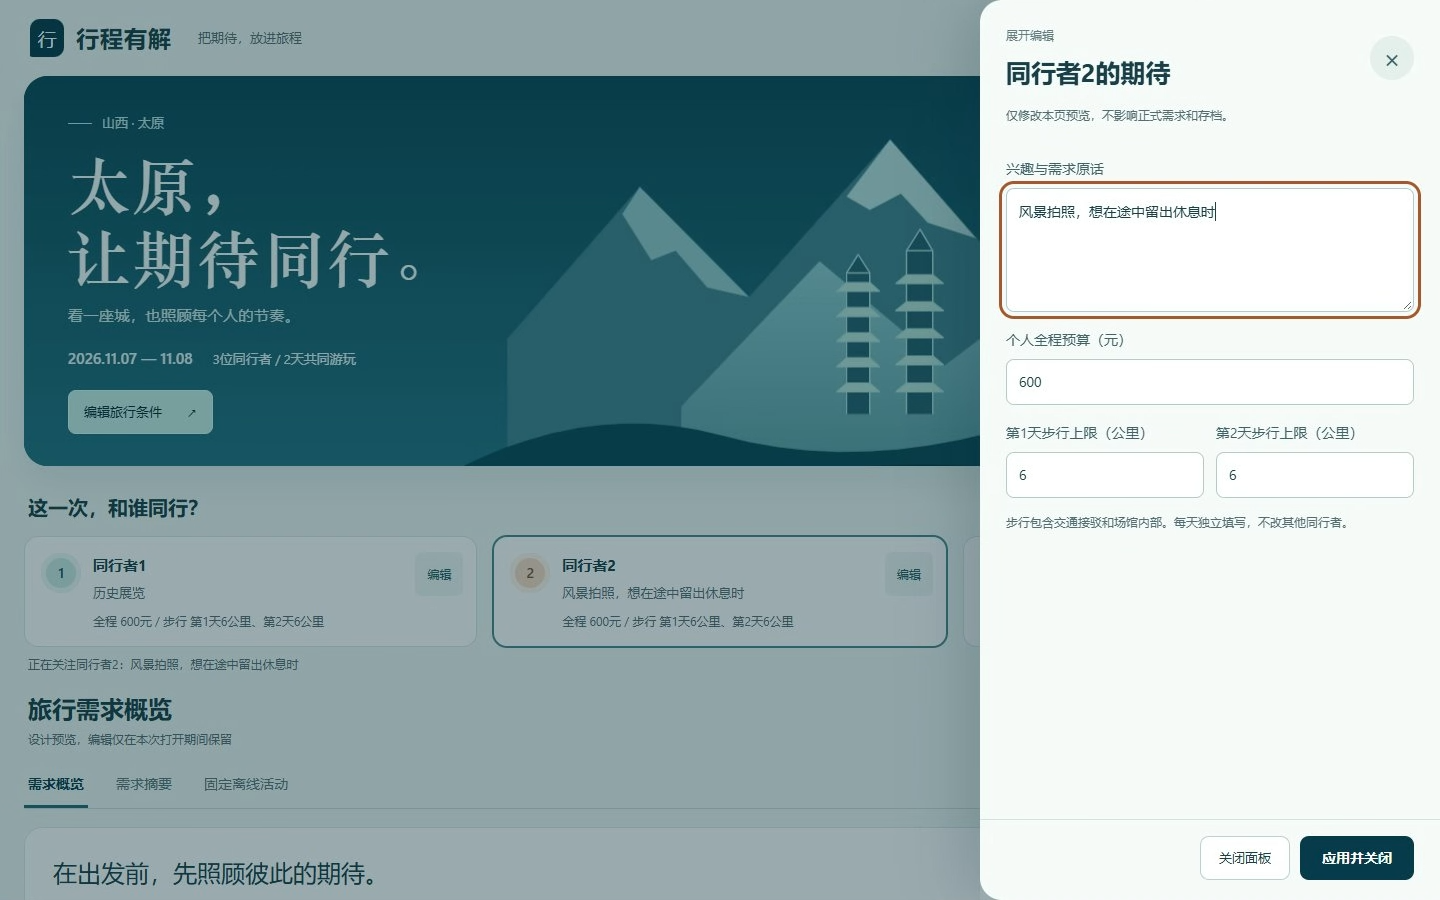 行 行程有解 把期待，放进旅程
山西 · 太原
太原，
让期待同行。
看一座城，也照顾每个人的节奏。
2026.11.07 — 11.08 3位同行者 / 2天共同游玩
编辑旅行条件 ↗
这一次，和谁同行？
1 同行者1 编辑
历史展览
全程 600元 / 步行 第1天6公里、第2天6公里
2 同行者2 编辑
风景拍照，想在途中留出休息时
全程 600元 / 步行 第1天6公里、第2天6公里
正在关注同行者2：风景拍照，想在途中留出休息时
旅行需求概览
设计预览，编辑仅在本次打开期间保留
需求概览 需求摘要 固定离线活动
在出发前，先照顾彼此的期待。
展开编辑
同行者2的期待
仅修改本页预览，不影响正式需求和存档。
兴趣与需求原话
风景拍照，想在途中留出休息时
个人全程预算（元）
600
第1天步行上限（公里） 第2天步行上限（公里）
6 6
步行包含交通接驳和场馆内部。每天独立填写，不改其他同行者。
关闭面板 应用并关闭